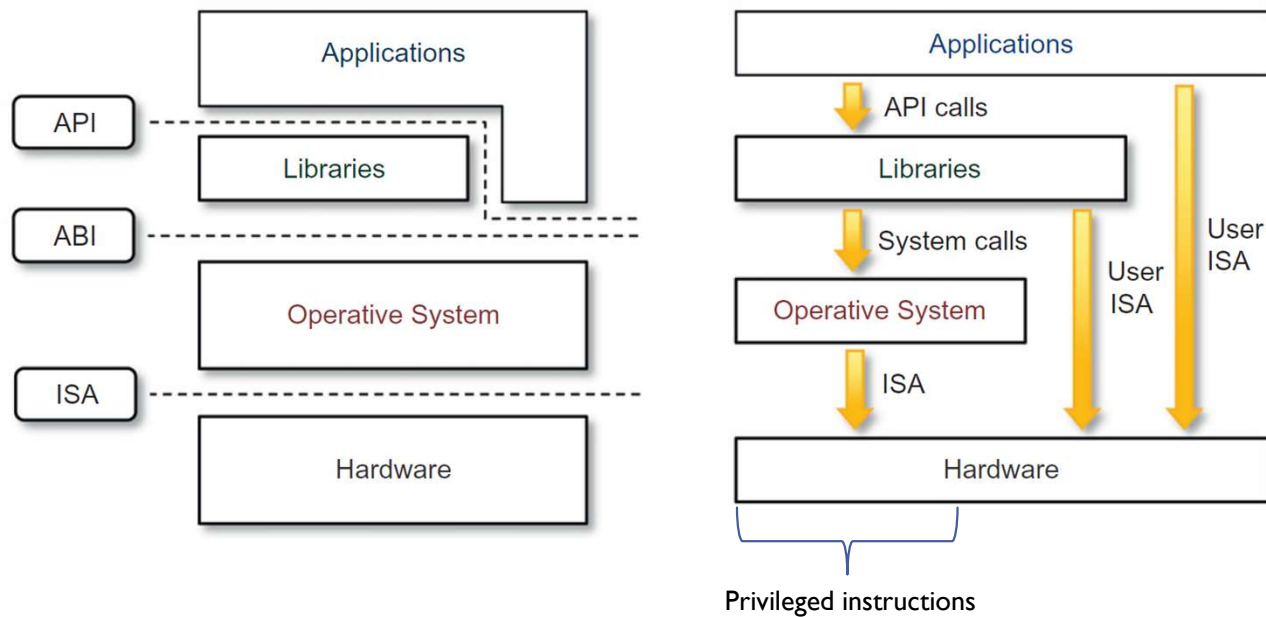 Applications
API
Libraries
ABI
Operative System
ISA
Hardware
Applications
API calls
Libraries
System calls
User
ISA
User
ISA
Operative System
ISA
Hardware
Privileged instructions